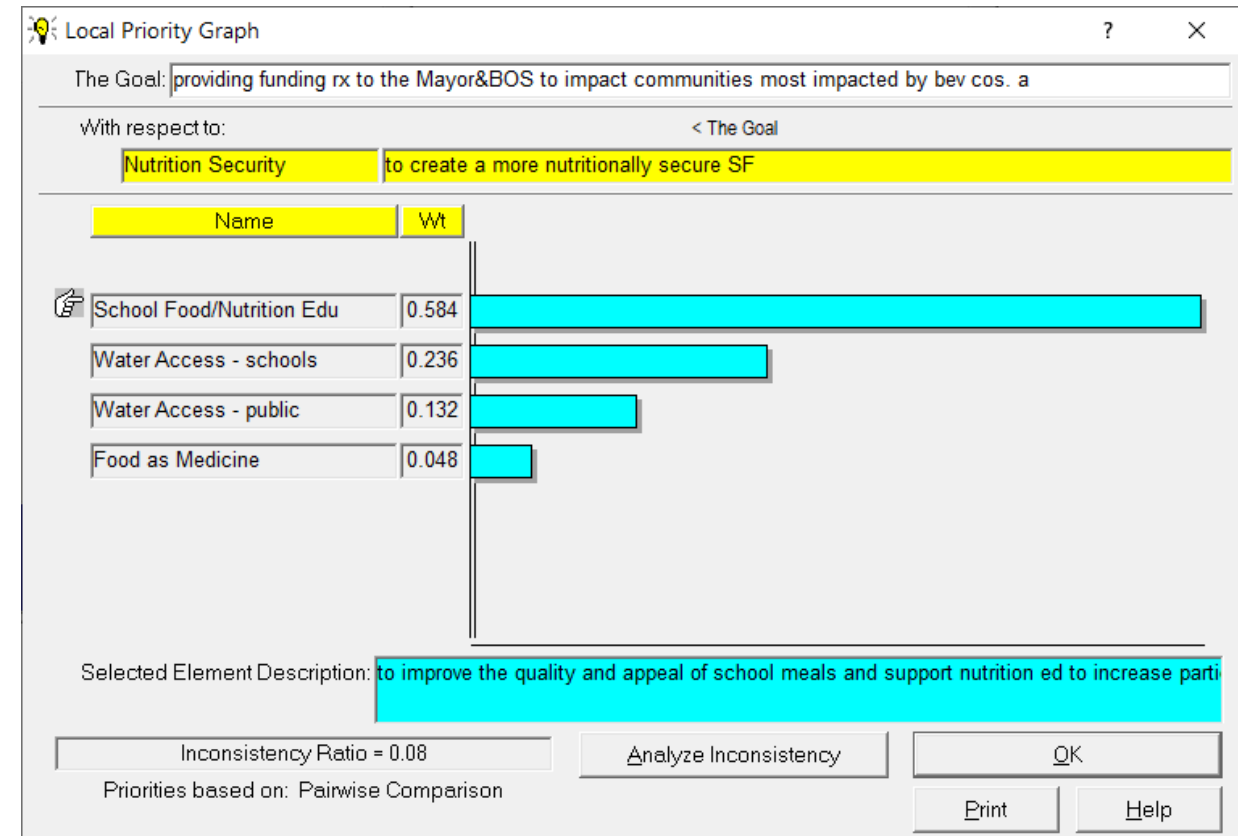 Local Priority Graph ? ×
The Goal: providing funding rx to the Mayor&BOS to impact communities most impacted by bev cos. a
With respect to: < The Goal
Nutrition Security to create a more nutritionally secure SF
Name Wt
School Food/Nutrition Edu 0.584
Water Access - schools 0.236
Water Access - public 0.132
Food as Medicine 0.048
Selected Element Description: to improve the quality and appeal of school meals and support nutrition ed to increase parti
Inconsistency Ratio = 0.08 Analyze Inconsistency OK
Priorities based on: Pairwise Comparison
Print Help